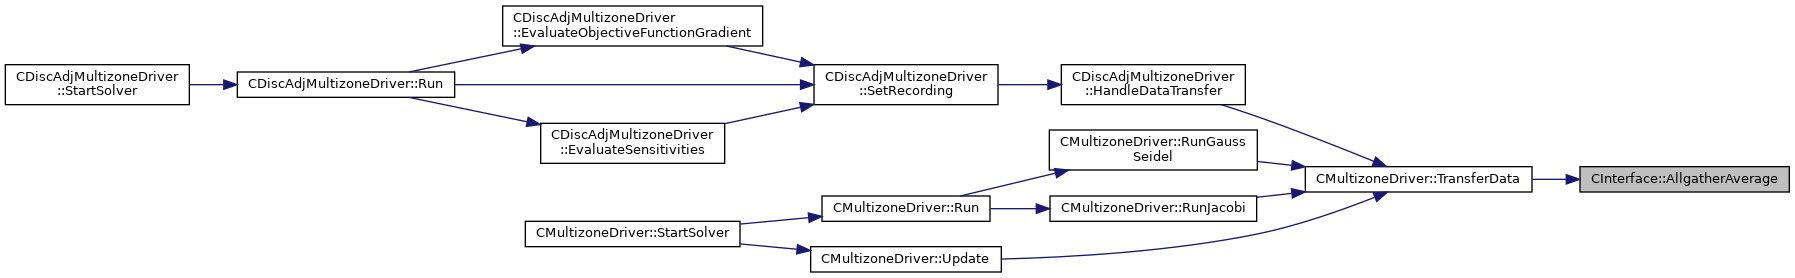 CDiscAdjMultizoneDriver
::StartSolver
CDiscAdjMultizoneDriver::Run
CDiscAdjMultizoneDriver
::EvaluateObjectiveFunctionGradient
CDiscAdjMultizoneDriver
::EvaluateSensitivities
CDiscAdjMultizoneDriver
::SetRecording
CDiscAdjMultizoneDriver
::HandleDataTransfer
CMultizoneDriver::RunGauss
Seidel
CMultizoneDriver::TransferData
CInterface::AllgatherAverage
CMultizoneDriver::Run
CMultizoneDriver::RunJacobi
CMultizoneDriver::StartSolver
CMultizoneDriver::Update